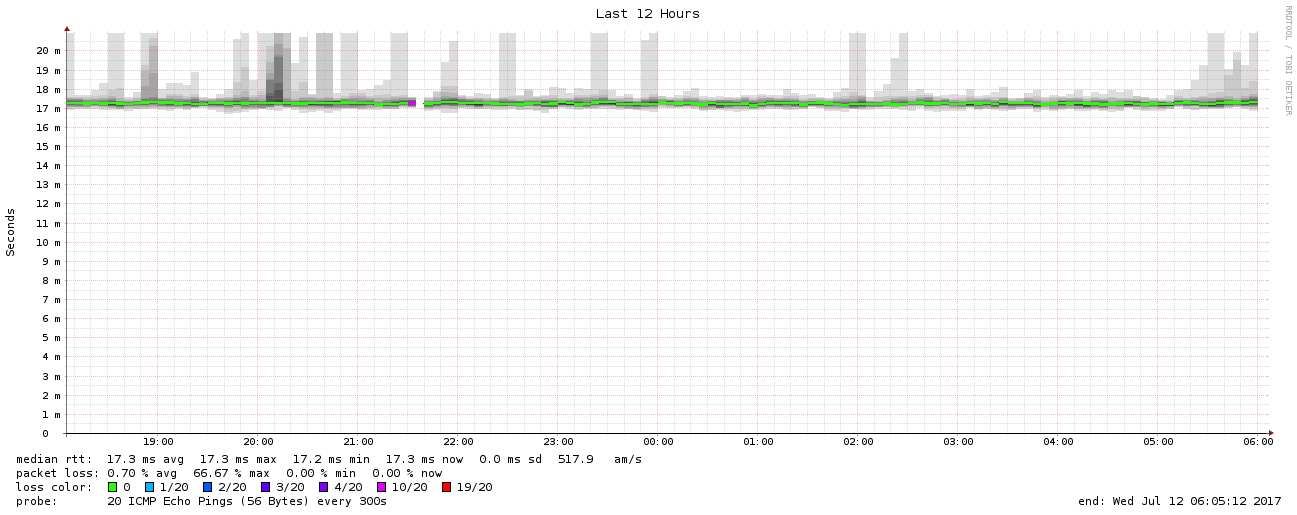 Last 12 Hours
RRDTOOL / TOBI OETIKER
Seconds
20 m
19 m
18 m
17 m
16 m
15 m
14 m
13 m
12 m
11 m
10 m
9 m
8 m
7 m
6 m
5 m
4 m
3 m
2 m
1 m
0
19:00 20:00 21:00 22:00 23:00 00:00 01:00 02:00 03:00 04:00 05:00 06:00
median rtt: 17.3 ms avg 17.3 ms max 17.2 ms min 17.3 ms now 0.0 ms sd 517.9 am/s
packet loss: 0.70 % avg 66.67 % max 0.00 % min 0.00 % now
loss color: 0 1/20 2/20 3/20 4/20 10/20 19/20
probe: 20 ICMP Echo Pings (56 Bytes) every 300s end: Wed Jul 12 06:05:12 2017